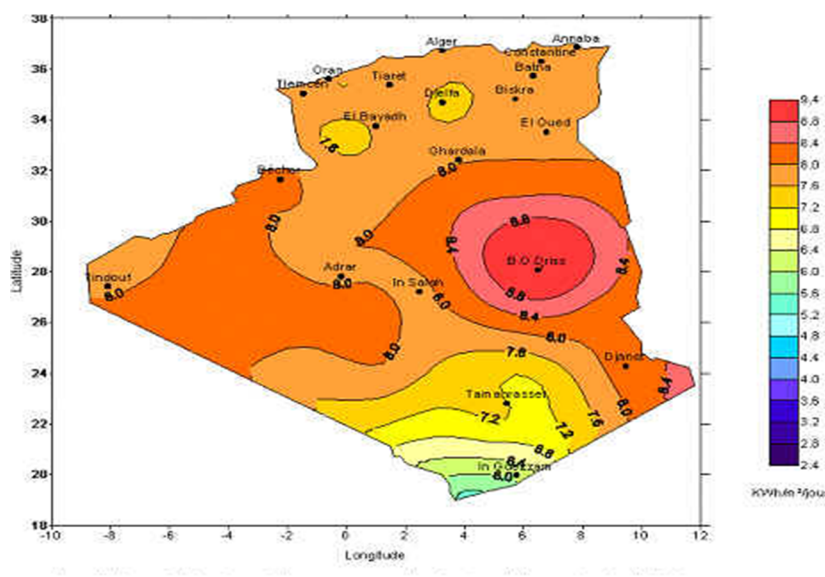 38
36
34
32
30
28
26
24
22
20
18
-10
-8
-6
-4
-2
0
2
4
6
8
10
12
Latitude
Longitude
Alger
Annaba
Constantine
Oran
Batna
Tlemcen
Tiaret
Djelfa
Biskra
El Bayadh
El Oued
7.6
Ghardaia
8.0
Béchar
8.0
8.0
8.8
8.4
8.4
B.O.Driss
Tindouf
8.0
Adrar
8.0
In Salah
8.0
8.8
8.4
8.0
8.0
7.6
Djanet
8.4
Tamanrasset
8.0
7.2
7.2
7.6
6.8
6.4
In Guezzam
6.0
9.4
8.8
8.4
8.0
7.6
7.2
6.8
6.4
6.0
5.6
5.2
4.8
4.4
4.0
3.6
3.2
2.8
2.4